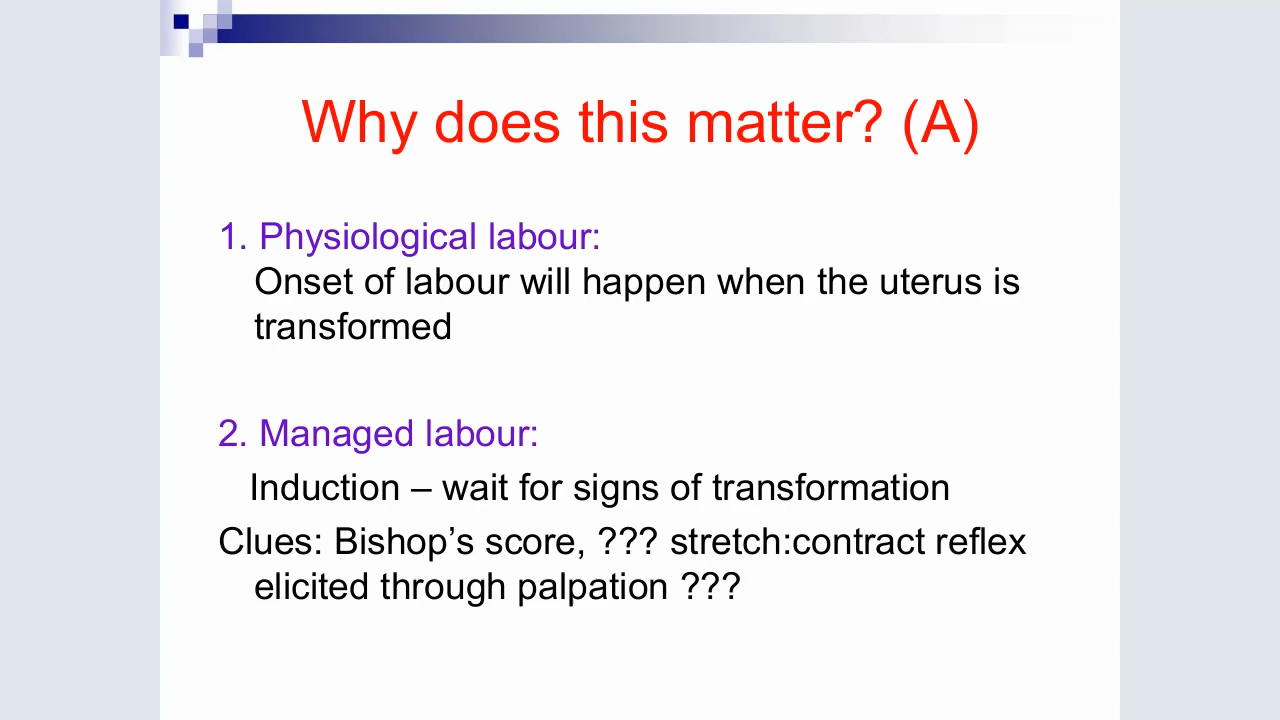 Why does this matter? (A)
1. Physiological labour:
Onset of labour will happen when the uterus is
transformed
2. Managed labour:
Induction – wait for signs of transformation
Clues: Bishop’s score, ??? stretch:contract reflex
elicited through palpation ???